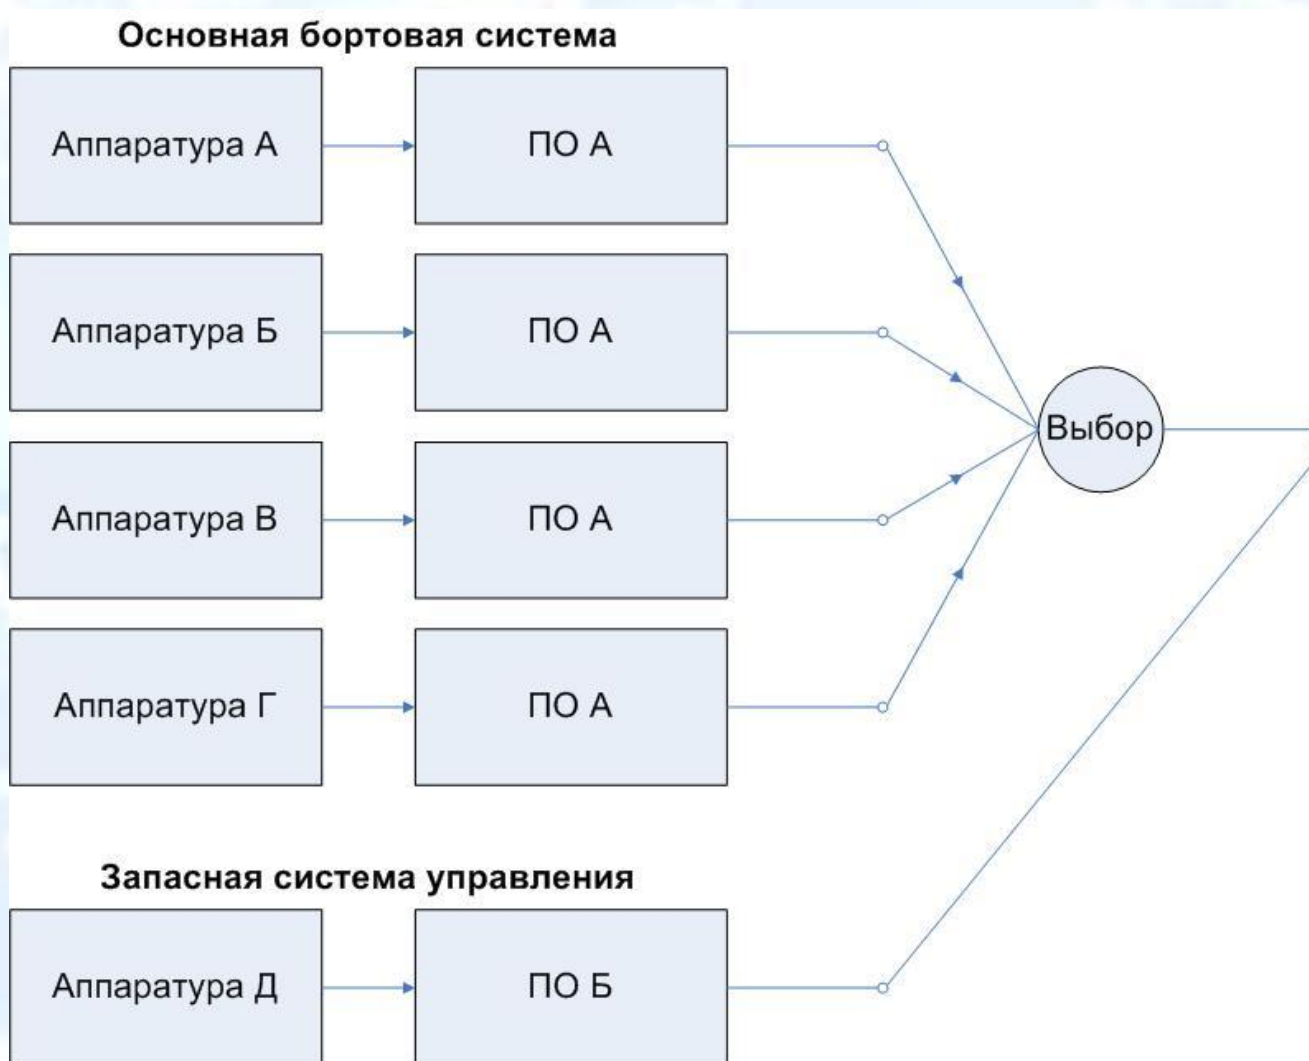 Основная бортовая система
Аппаратура А
ПО А
Аппаратура Б
ПО А
Выбор
Аппаратура В
ПО А
Аппаратура Г
ПО А
Запасная система управления
Аппаратура Д
ПО Б